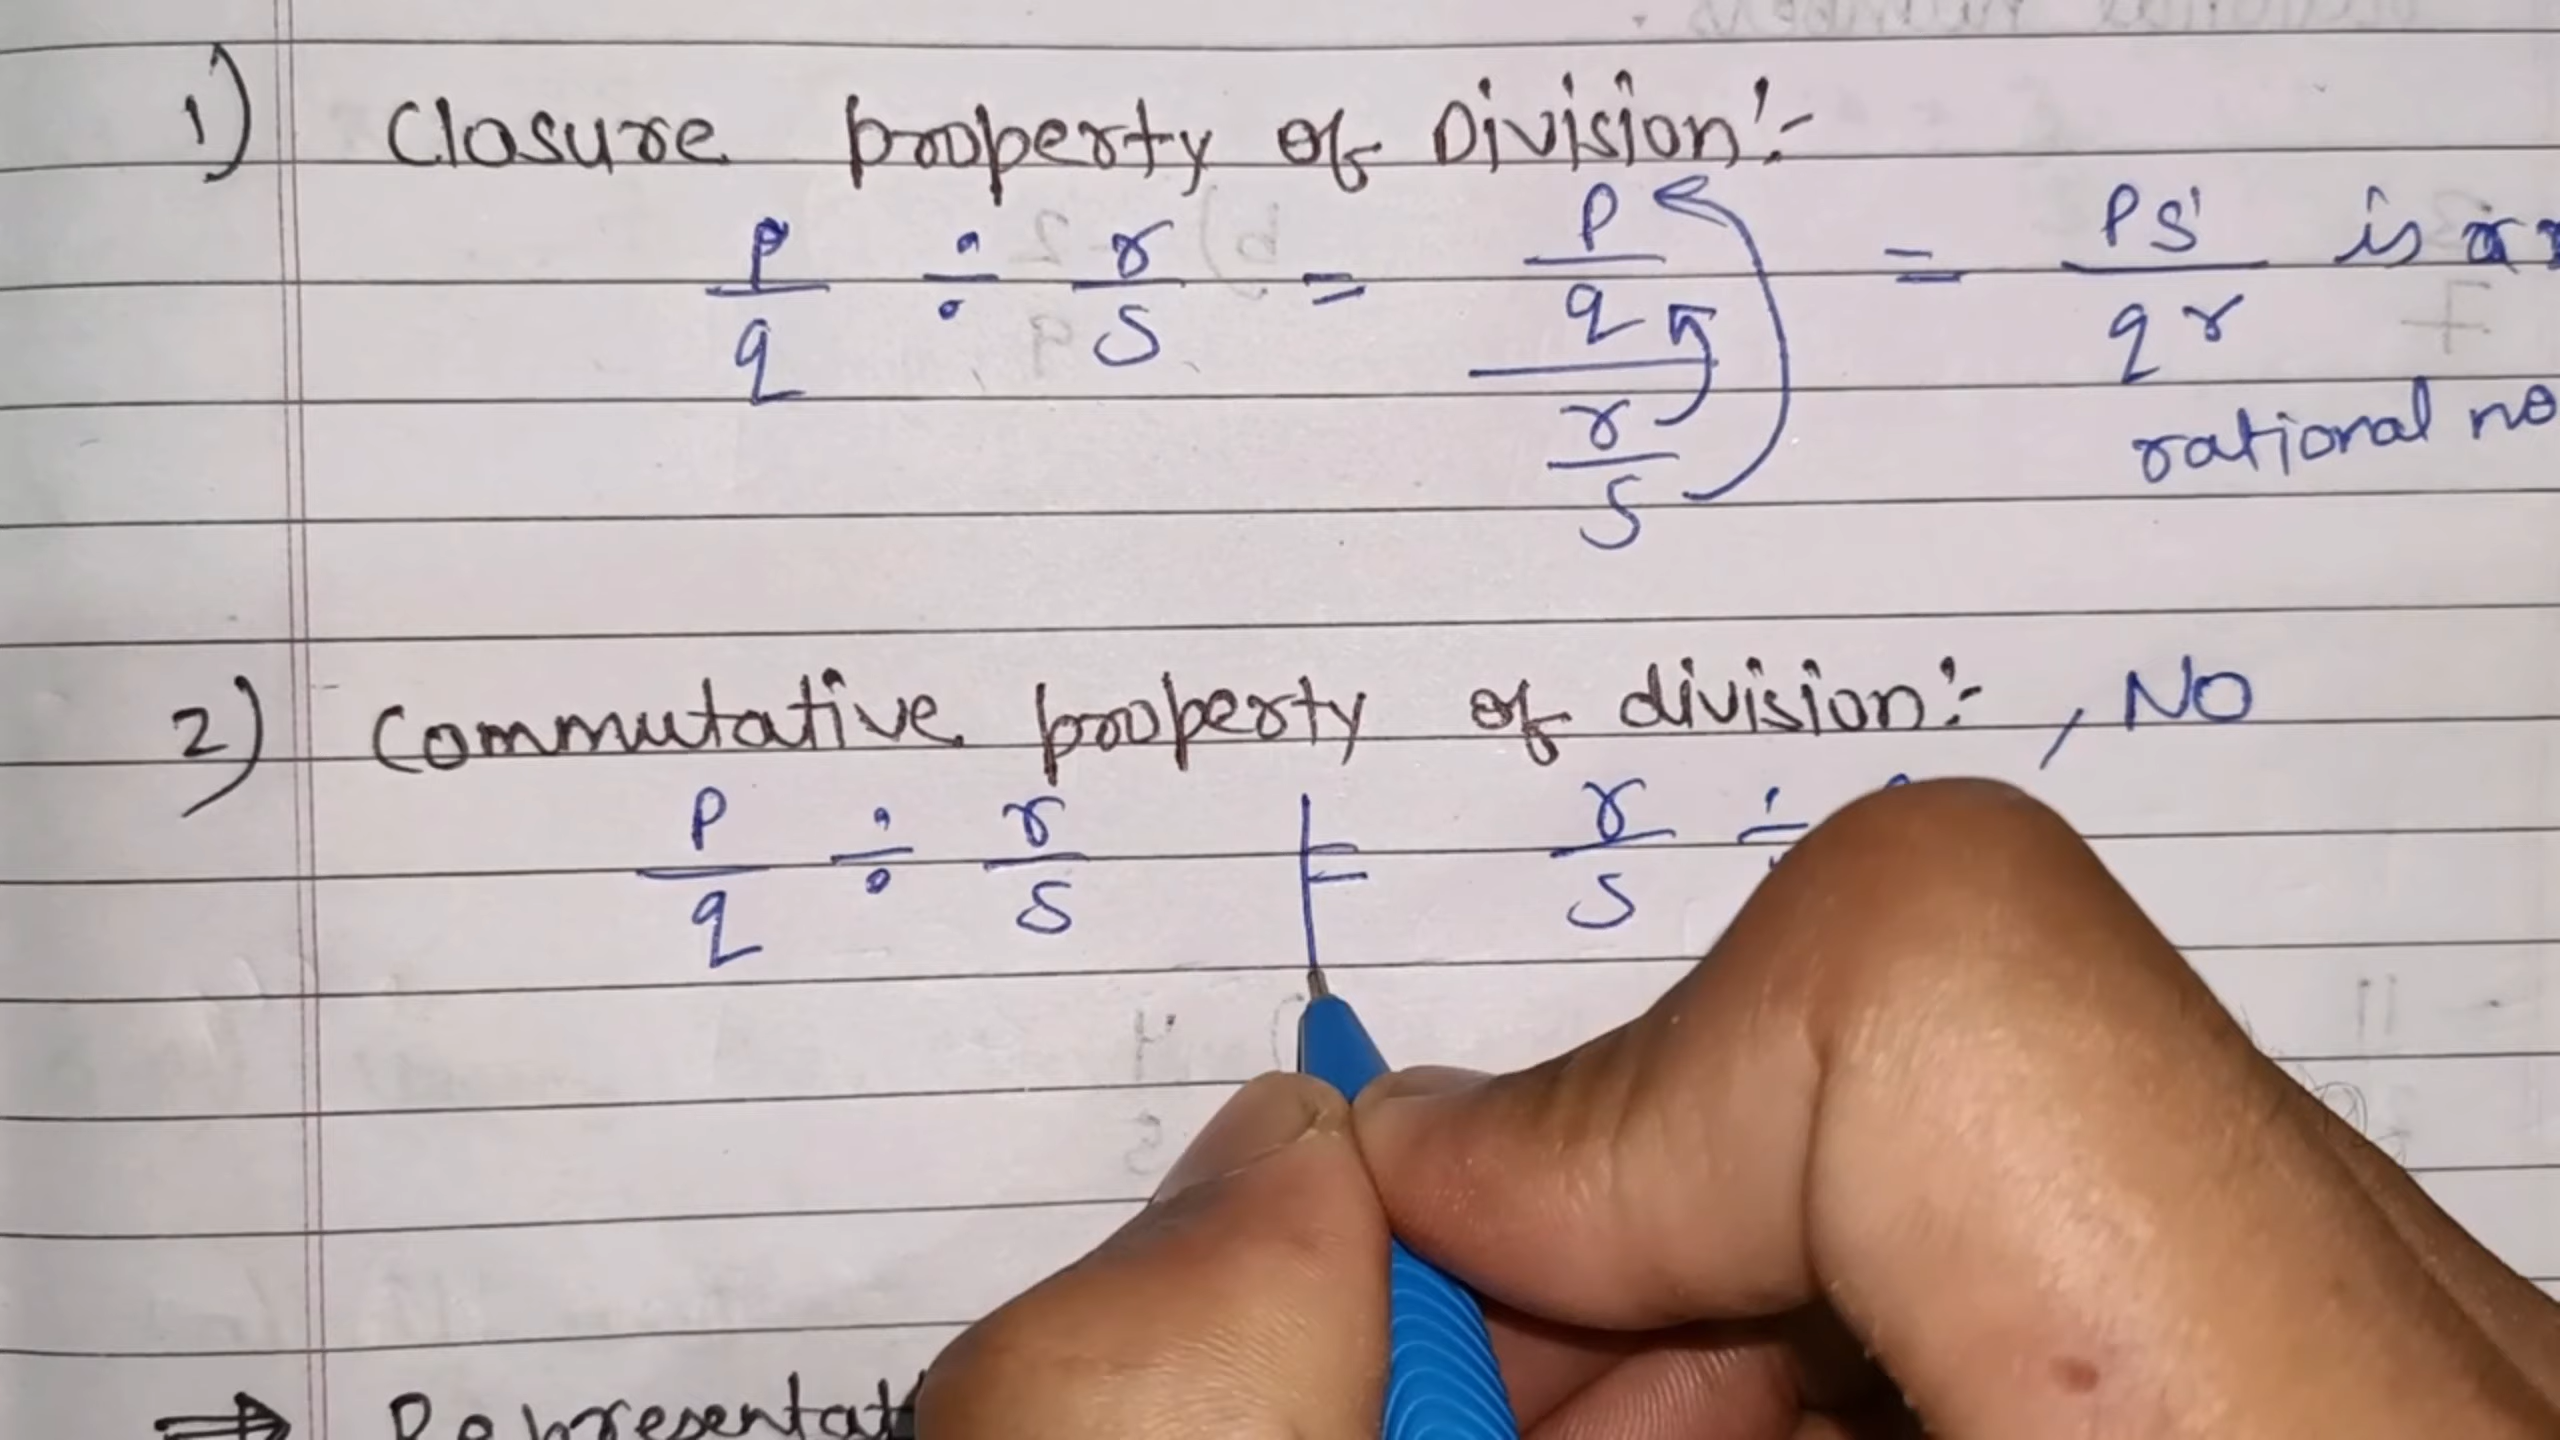 1) Closure property of Division:-
p/q ÷ r/s = p/q / r/s = ps/qr is a
rational no
2) Commutative property of division:- , NO
p/q ÷ r/s = r/s ÷
⇒ Representat